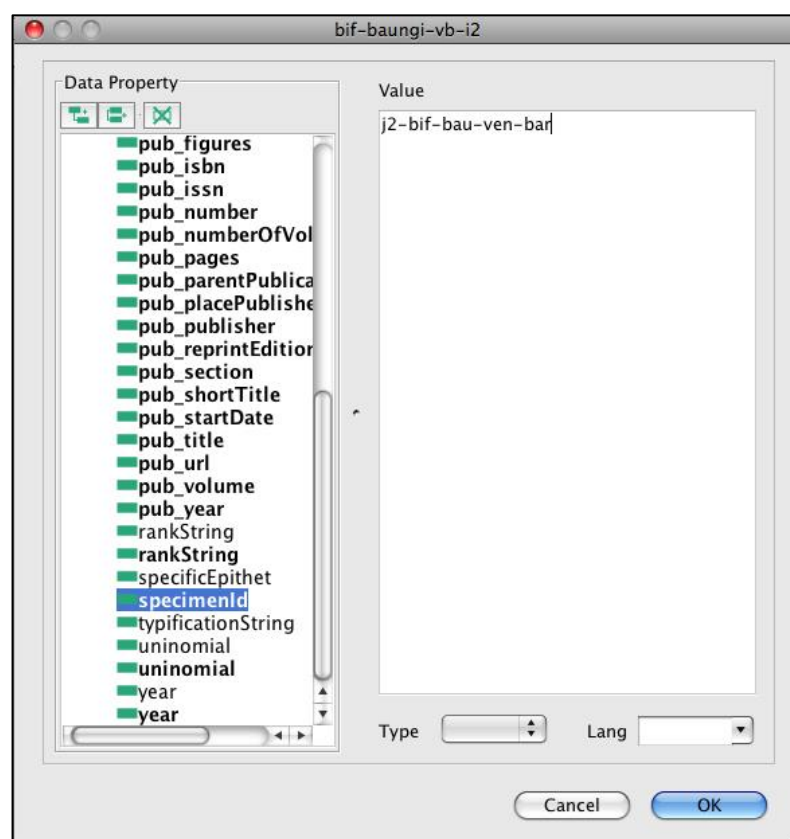 bif-baungi-vb-i2
Data Property
pub_figures
pub_isbn
pub_issn
pub_number
pub_numberOfVol
pub_pages
pub_parentPublica
pub_placePublishe
pub_publisher
pub_reprintEdition
pub_section
pub_shortTitle
pub_startDate
pub_title
pub_url
pub_volume
pub_year
rankString
rankString
specificEpithet
specimenId
typificationString
uninomial
uninomial
year
year
Value
j2-bif-bau-ven-bar
Type
Lang
Cancel
OK